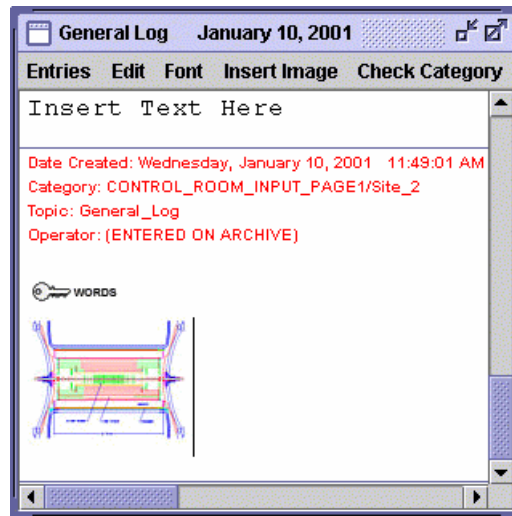 General Log January 10, 2001
Entries Edit Font Insert Image Check Category
Insert Text Here
Date Created: Wednesday, January 10, 2001 11:49:01 AM
Category: CONTROL_ROOM_INPUT_PAGE1/Site_2
Topic: General_Log
Operator: (ENTERED ON ARCHIVE)
WORDS